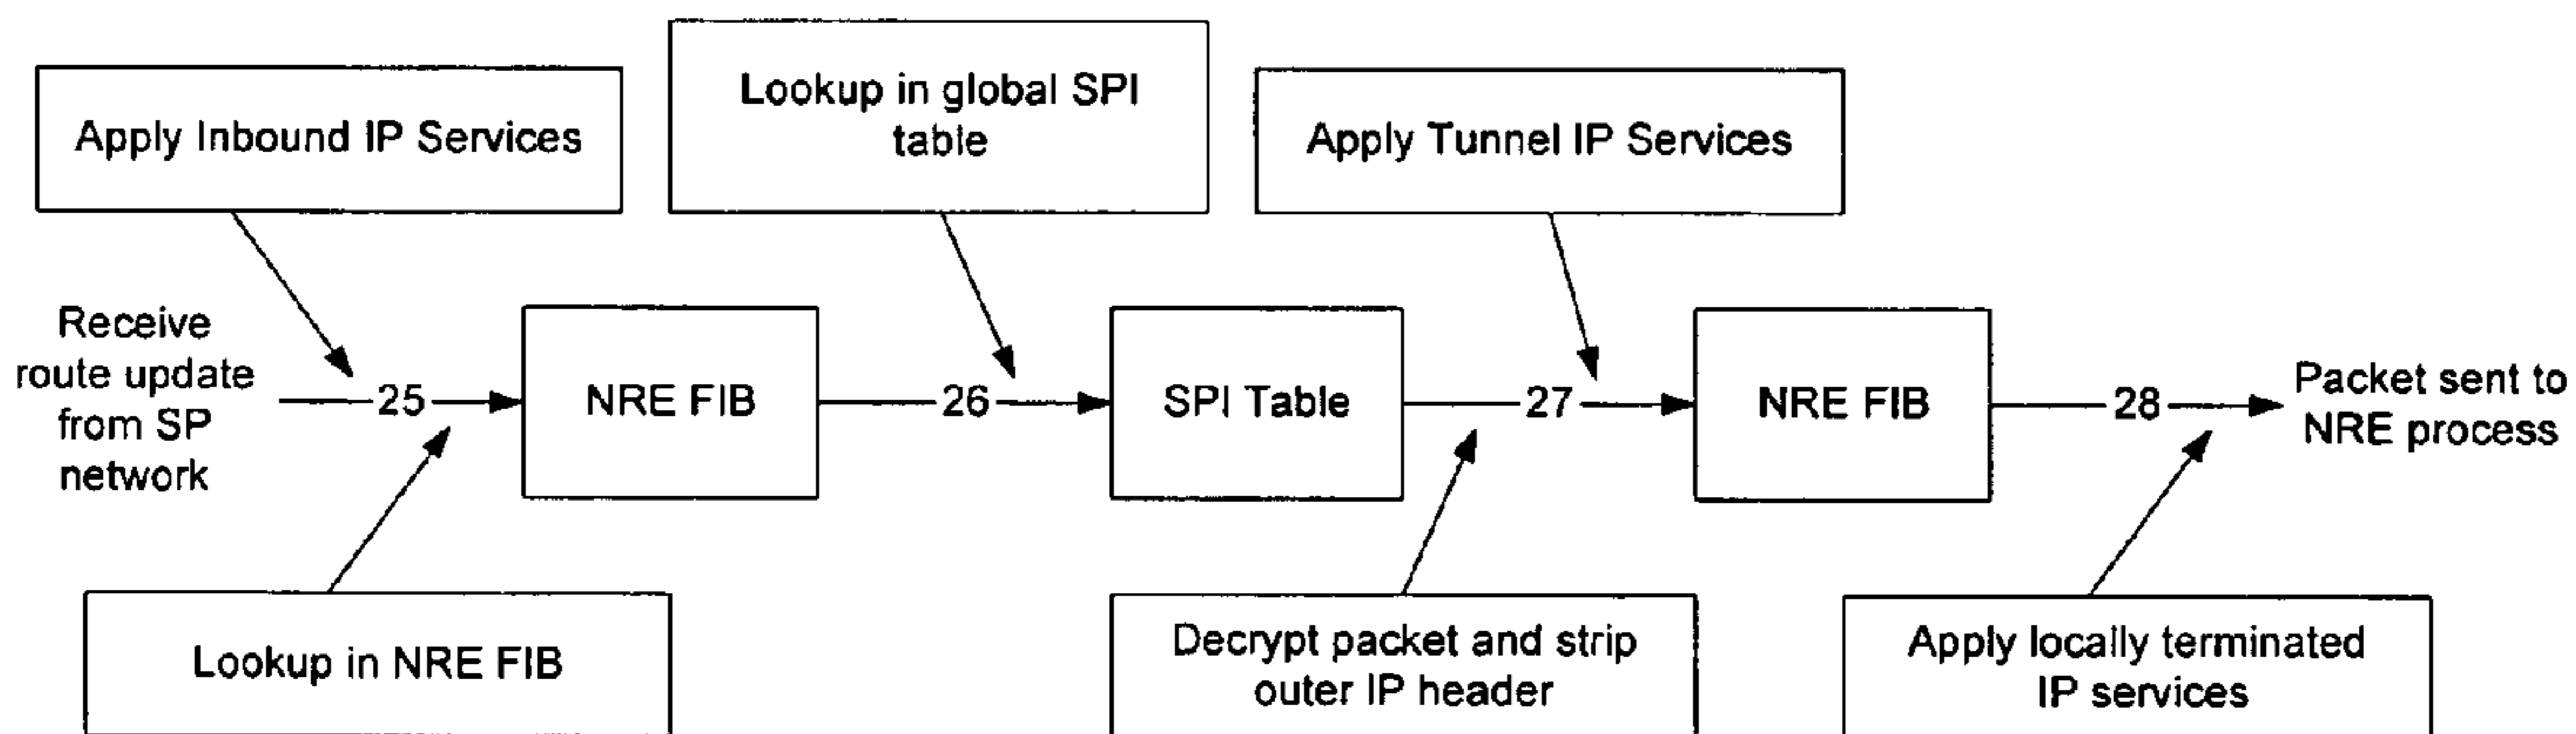 Apply Inbound IP Services
Lookup in global SPI
table
Apply Tunnel IP Services
Receive
route update
from SP
network
25
NRE FIB
26
SPI Table
27
NRE FIB
28
Packet sent to
NRE process
Lookup in NRE FIB
Decrypt packet and strip
outer IP header
Apply locally terminated
IP services